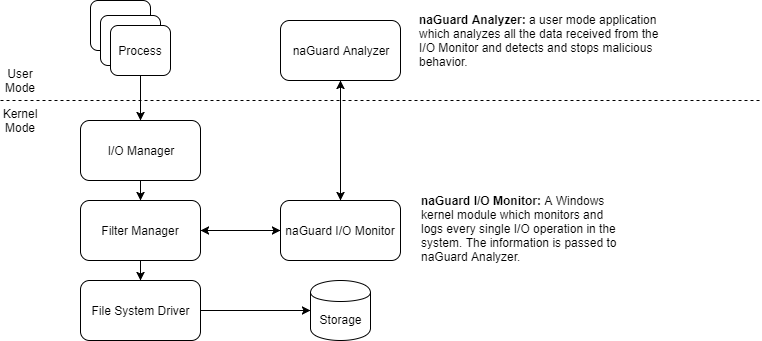 naGuard Analyzer: a user mode application
which analyzes all the data received from the
I/O Monitor and detects and stops malicious
behavior.
Process
naGuard Analyzer
User
Mode
Kernel
Mode
I/O Manager
Filter Manager
naGuard I/O Monitor
naGuard I/O Monitor: A Windows
kernel module which monitors and
logs every single I/O operation in the
system. The information is passed to
naGuard Analyzer.
File System Driver
Storage